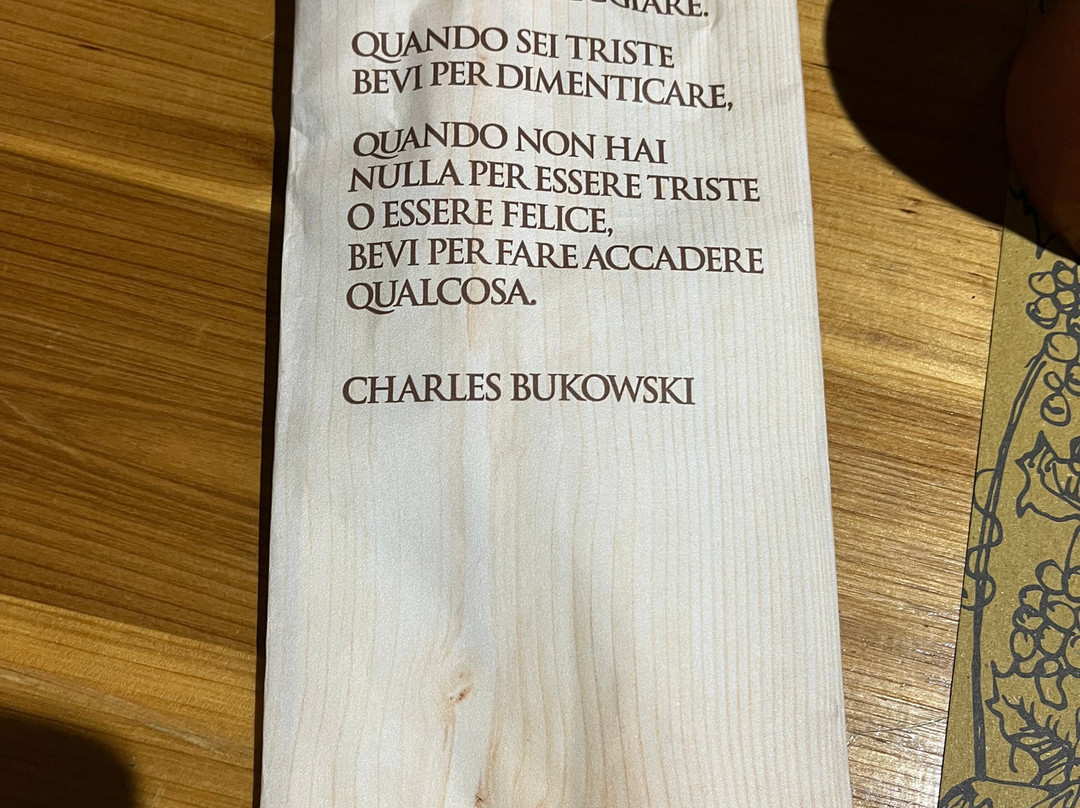 QUANDO SEI TRISTE
BEVI PER DIMENTICARE,
QUANDO NON HAI
NULLA PER ESSERE TRISTE
O ESSERE FELICE,
BEVI PER FARE ACCADERE
QUALCOSA.
CHARLES BUKOWSKI